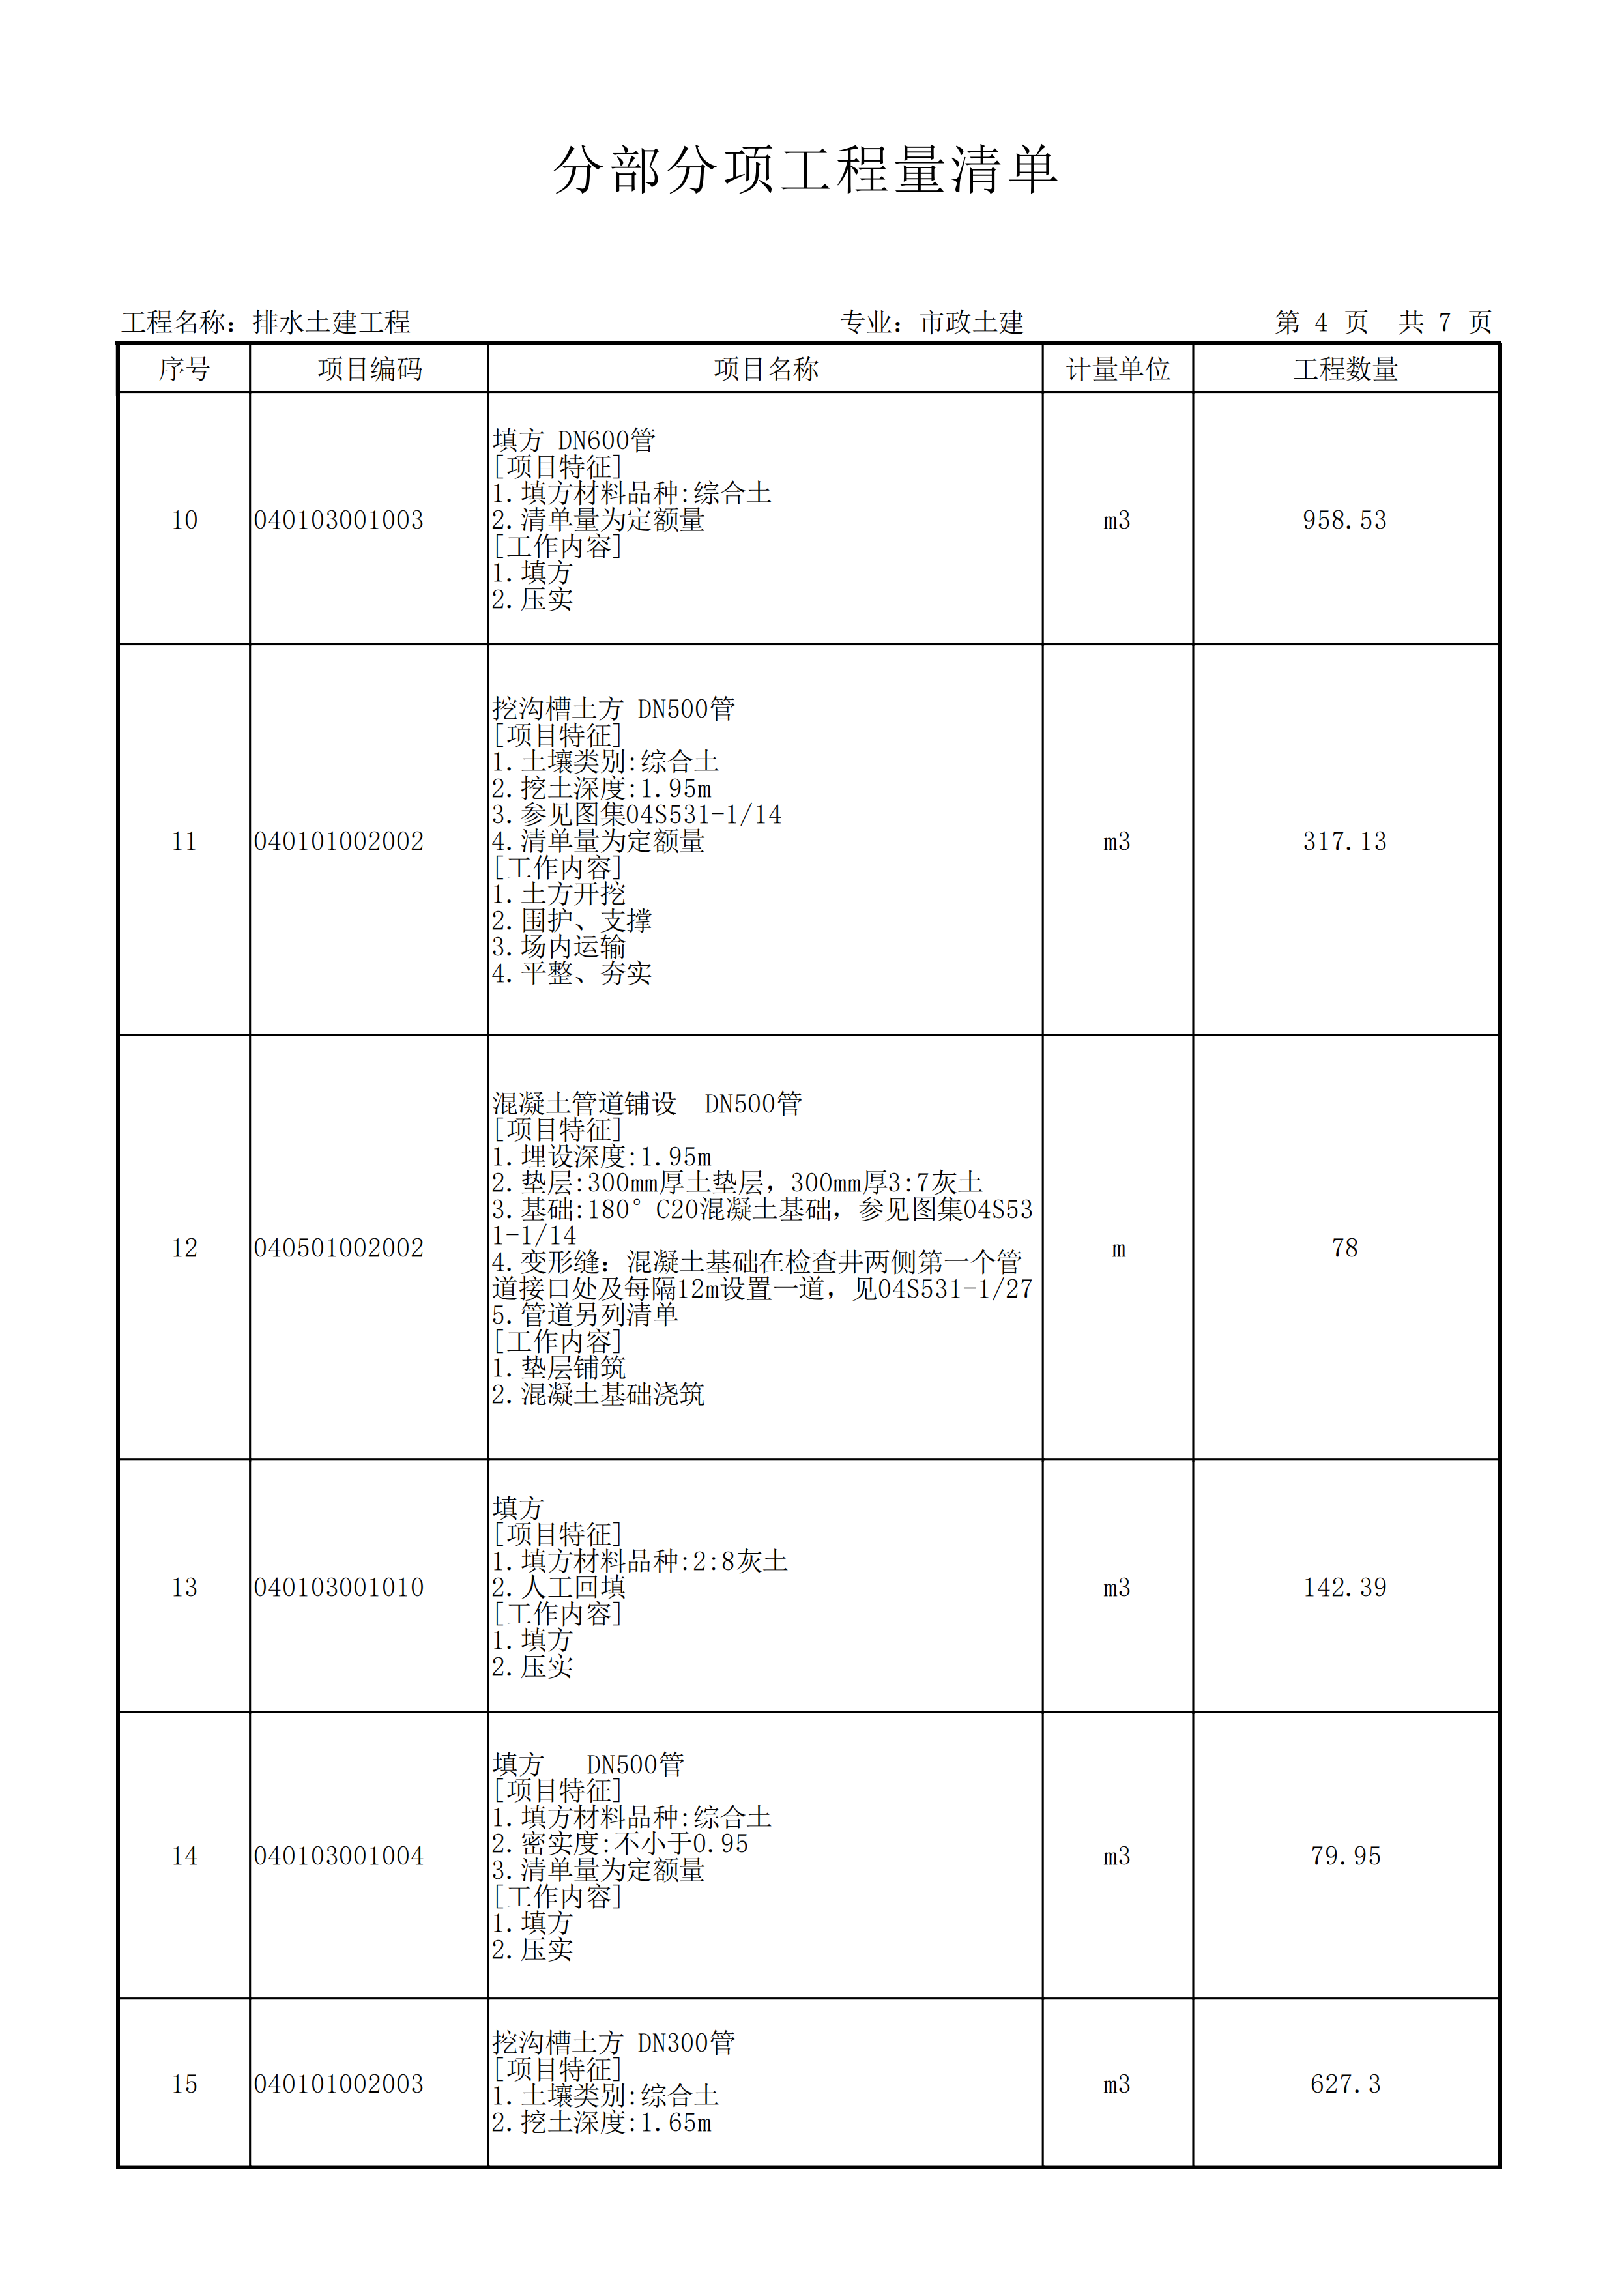 分部分项工程量清单
工程名称：排水土建工程 专业：市政土建 第 4 页 共 7 页
序号 项目编码 项目名称 计量单位 工程数量
填方 DN600管
[项目特征]
1.填方材料品种:综合土
10 040103001003 2.清单量为定额量 m3 958.53
[工作内容]
1.填方
2.压实
挖沟槽土方 DN500管
[项目特征]
1.土壤类别:综合土
2.挖土深度:1.95m
3.参见图集04S531-1/14
11 040101002002 4.清单量为定额量 m3 317.13
[工作内容]
1.土方开挖
2.围护、支撑
3.场内运输
4.平整、夯实
混凝土管道铺设 DN500管
[项目特征]
1.埋设深度:1.95m
2.垫层:300mm厚土垫层，300mm厚3:7灰土
3.基础:180°C20混凝土基础，参见图集04S53
1-1/14
12 040501002002 m 78
4.变形缝：混凝土基础在检查井两侧第一个管
道接口处及每隔12m设置一道，见04S531-1/27
5.管道另列清单
[工作内容]
1.垫层铺筑
2.混凝土基础浇筑
填方
[项目特征]
1.填方材料品种:2:8灰土
13 040103001010 2.人工回填 m3 142.39
[工作内容]
1.填方
2.压实
填方 DN500管
[项目特征]
1.填方材料品种:综合土
2.密实度:不小于0.95
14 040103001004 3.清单量为定额量 m3 79.95
[工作内容]
1.填方
2.压实
挖沟槽土方 DN300管
[项目特征]
15 040101002003 1.土壤类别:综合土 m3 627.3
2.挖土深度:1.65m